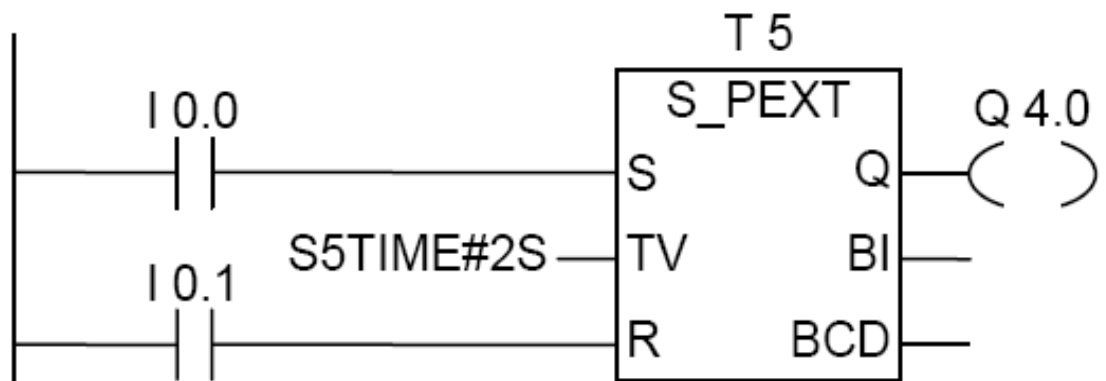 T 5
S_PEXT
I 0.0
Q 4.0
S
Q
S5TIME#2S
TV
BI
I 0.1
R
BCD